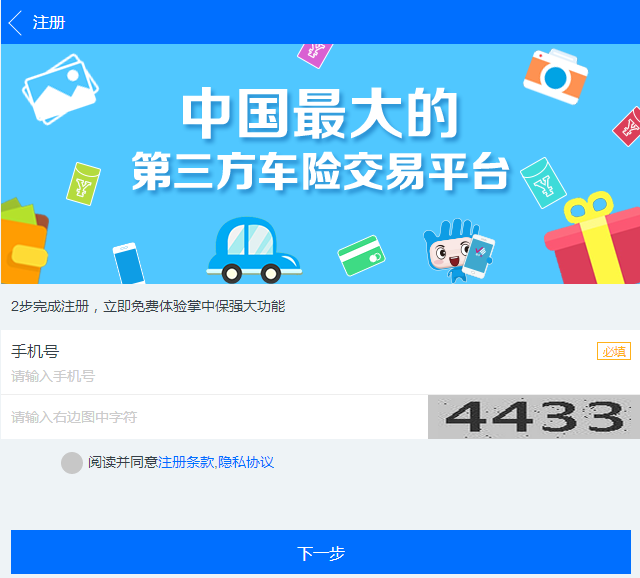 注册
中国最大的
第三方车险交易平台
2步完成注册，立即免费体验掌中保强大功能
手机号
必填
请输入手机号
请输入右边图中字符
4433
阅读并同意注册条款,隐私协议
下一步